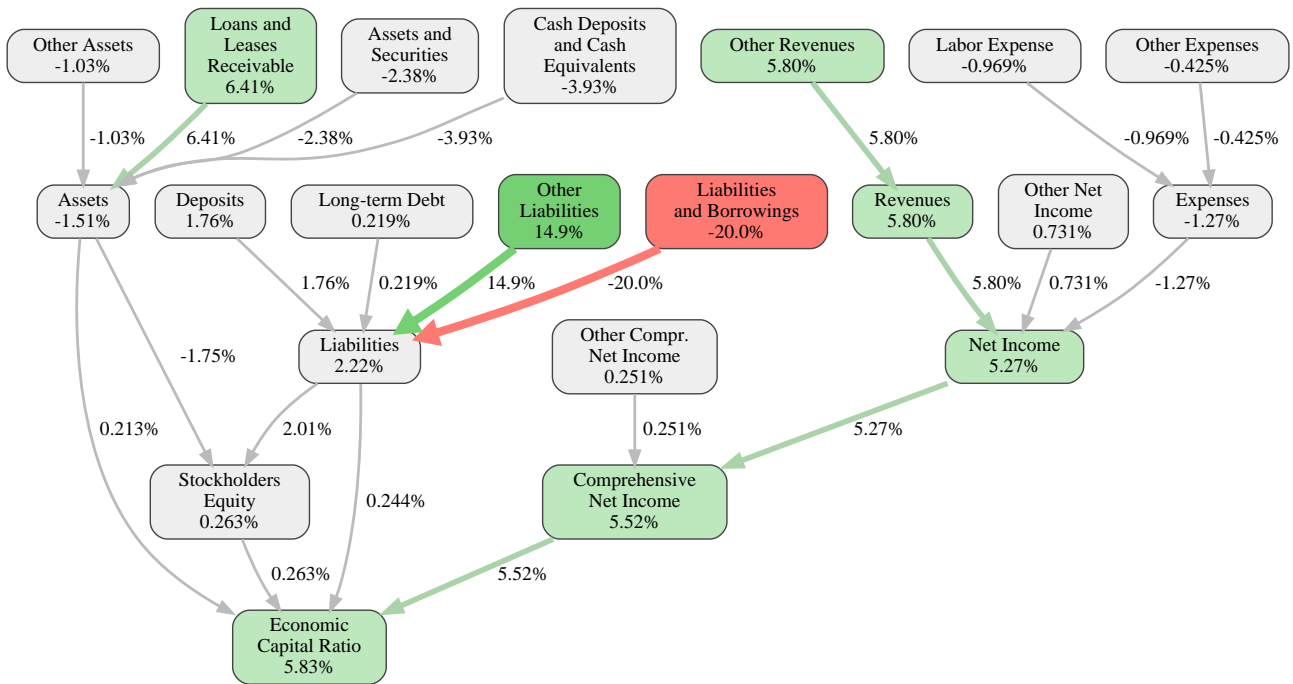 Other Assets
-1.03%
Loans and
Leases
Receivable
6.41%
Assets and
Securities
-2.38%
Cash Deposits
and Cash
Equivalents
-3.93%
Other Revenues
5.80%
Labor Expense
-0.969%
Other Expenses
-0.425%
-1.03%
6.41%
-2.38%
-3.93%
5.80%
-0.969%
-0.425%
Assets
-1.51%
Deposits
1.76%
Long-term Debt
0.219%
Other
Liabilities
14.9%
Liabilities
and Borrowings
-20.0%
Revenues
5.80%
Other Net
Income
0.731%
Expenses
-1.27%
1.76%
0.219%
14.9%
-20.0%
5.80%
0.731%
-1.27%
-1.75%
Liabilities
2.22%
Other Compr.
Net Income
0.251%
Net Income
5.27%
0.213%
2.01%
0.251%
5.27%
Stockholders
Equity
0.263%
0.244%
Comprehensive
Net Income
5.52%
0.263%
5.52%
Economic
Capital Ratio
5.83%